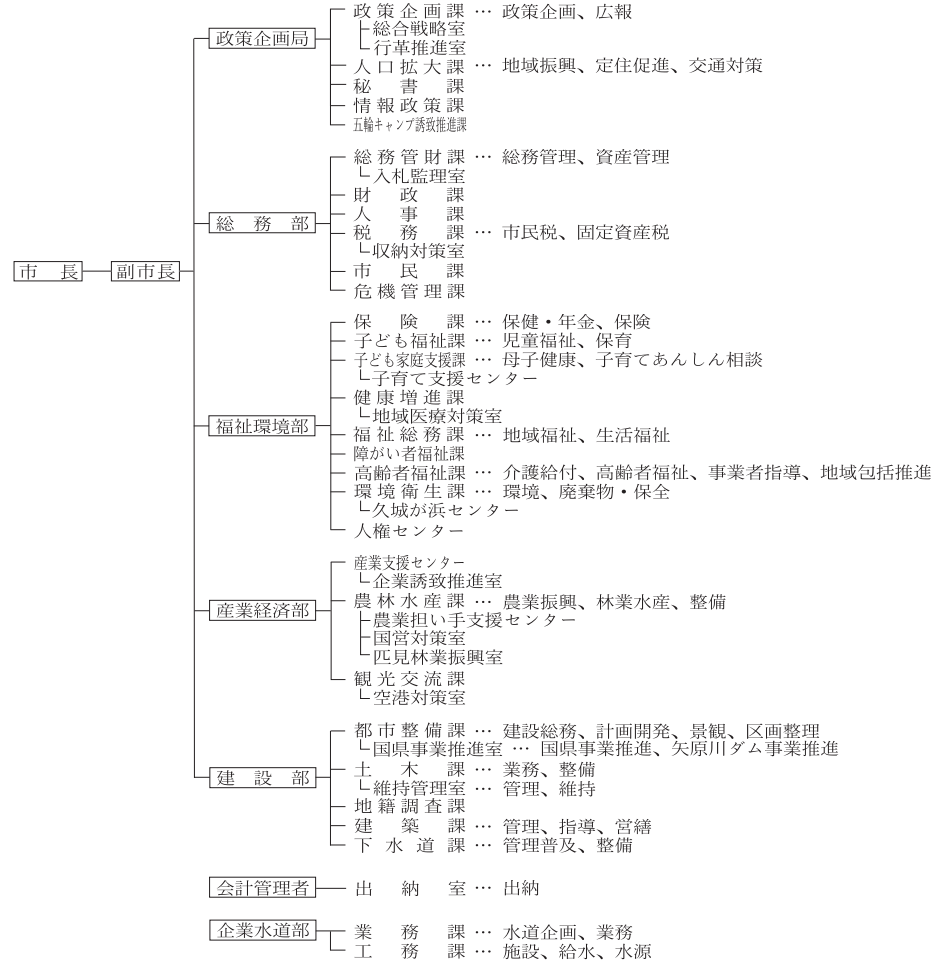 政策企画課 … 政策企画、広報
総合戦略室
政策企画局
行革推進室
人口拡大課 … 地域振興、定住促進、交通対策
秘書課
情報政策課
五輪キャンプ誘致推進課
総務管財課 … 総務管理、資産管理
入札監理室
財政課
人事課
総務部
税務課 … 市民税、固定資産税
収納対策室
市長 副市長
市民課
危機管理課
保険課 … 保健・年金、保険
子ども福祉課 … 児童福祉、保育
子ども家庭支援課 … 母子健康、子育てあんしん相談
子育て支援センター
健康増進課
地域医療対策室
福祉環境部
福祉総務課 … 地域福祉、生活福祉
障がい者福祉課
高齢者福祉課 … 介護給付、高齢者福祉、事業者指導、地域包括推進
環境衛生課 … 環境、廃棄物・保全
久城が浜センター
人権センター
産業支援センター
企業誘致推進室
農林水産課 … 農業振興、林業水産、整備
産業経済部
農業担い手支援センター
国営対策室
匹見林業振興室
観光交流課
空港対策室
都市整備課 … 建設総務、計画開発、景観、区画整理
国県事業推進室 … 国県事業推進、矢原川ダム事業推進
建設部
土木課 … 業務、整備
維持管理室 … 管理、維持
地籍調査課
建築課 … 管理、指導、営繕
下水道課 … 管理普及、整備
会計管理者 出納室 … 出納
企業水道部
業務課 … 水道企画、業務
工務課 … 施設、給水、水源